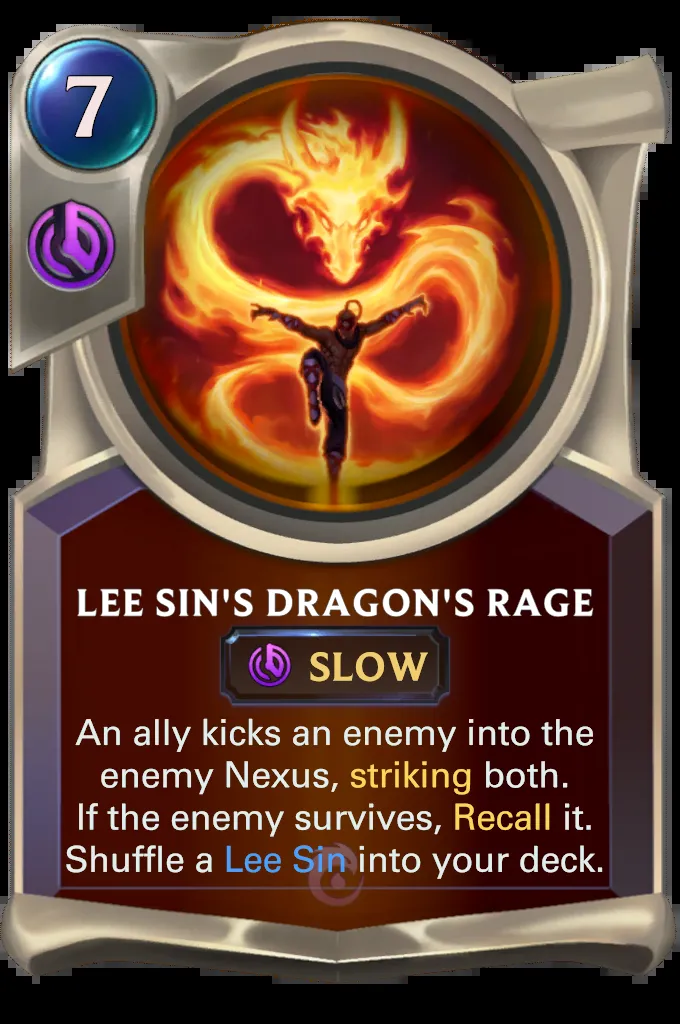 7
LEE SIN'S DRAGON'S RAGE
SLOW
An ally kicks an enemy into the
enemy Nexus, striking both.
If the enemy survives, Recall it.
Shuffle a Lee Sin into your deck.